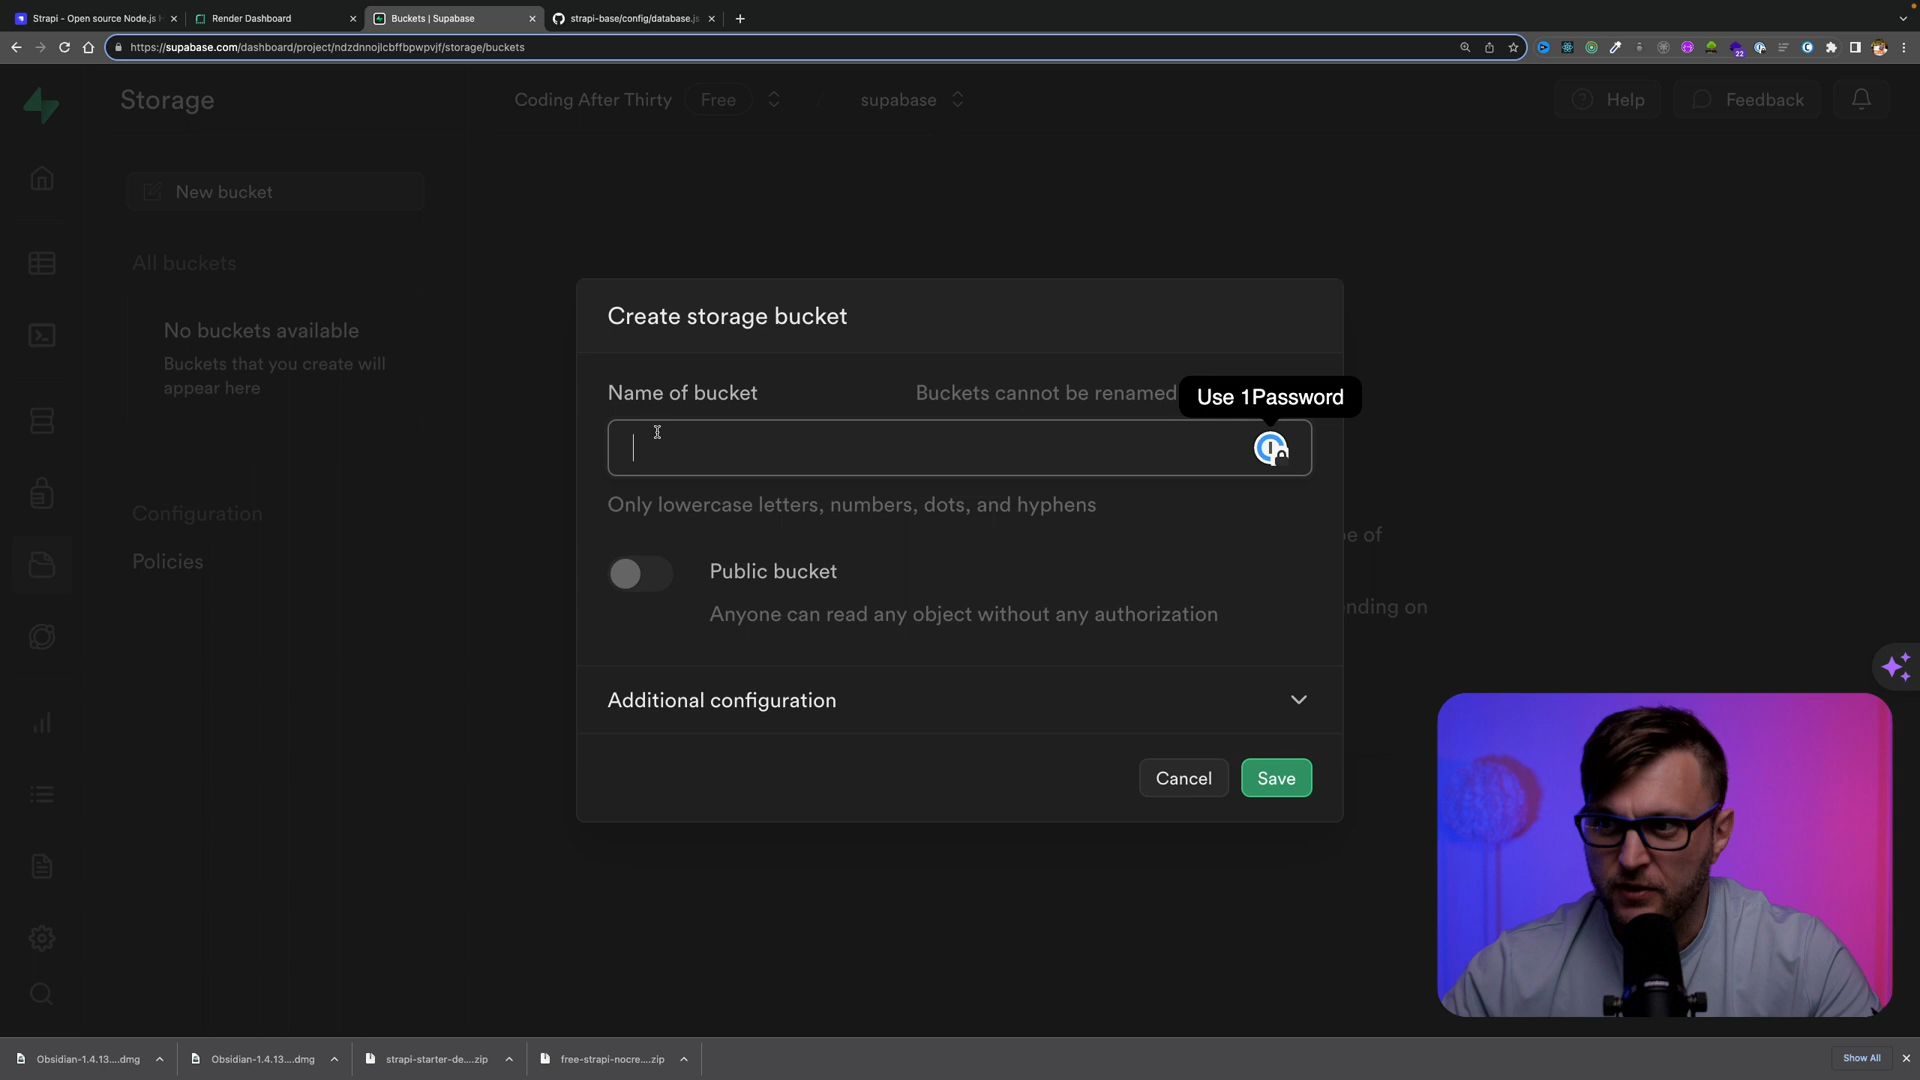 Strapi - Open source Node.js H
Render Dashboard
Buckets | Supabase
strapi-base/config/database.js
https://supabase.com/dashboard/project/ndzdnnojlcbffbpwpvjf/storage/buckets
22
Storage
Coding After Thirty
Free
/
supabase
Help
Feedback
New bucket
All buckets
No buckets available
Buckets that you create will
appear here
Configuration
Policies
Create storage bucket
Name of bucket
Buckets cannot be renamed
Use 1Password
Only lowercase letters, numbers, dots, and hyphens
Public bucket
Anyone can read any object without any authorization
Additional configuration
Cancel
Save
pe of
nding on
Obsidian-1.4.13....dmg
Obsidian-1.4.13....dmg
strapi-starter-de....zip
free-strapi-nocre....zip
Show All